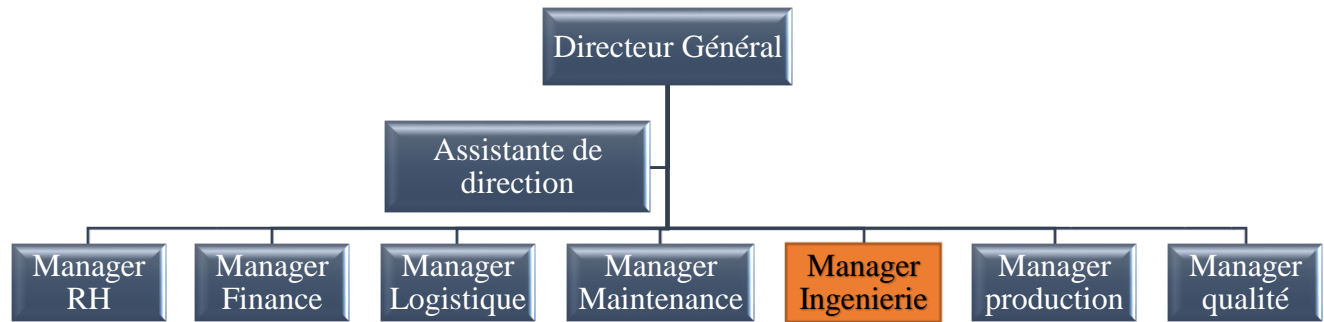 Directeur Général
Assistante de
direction
Manager
RH
Manager
Finance
Manager
Logistique
Manager
Maintenance
Manager
Ingenierie
Manager
production
Manager
qualité